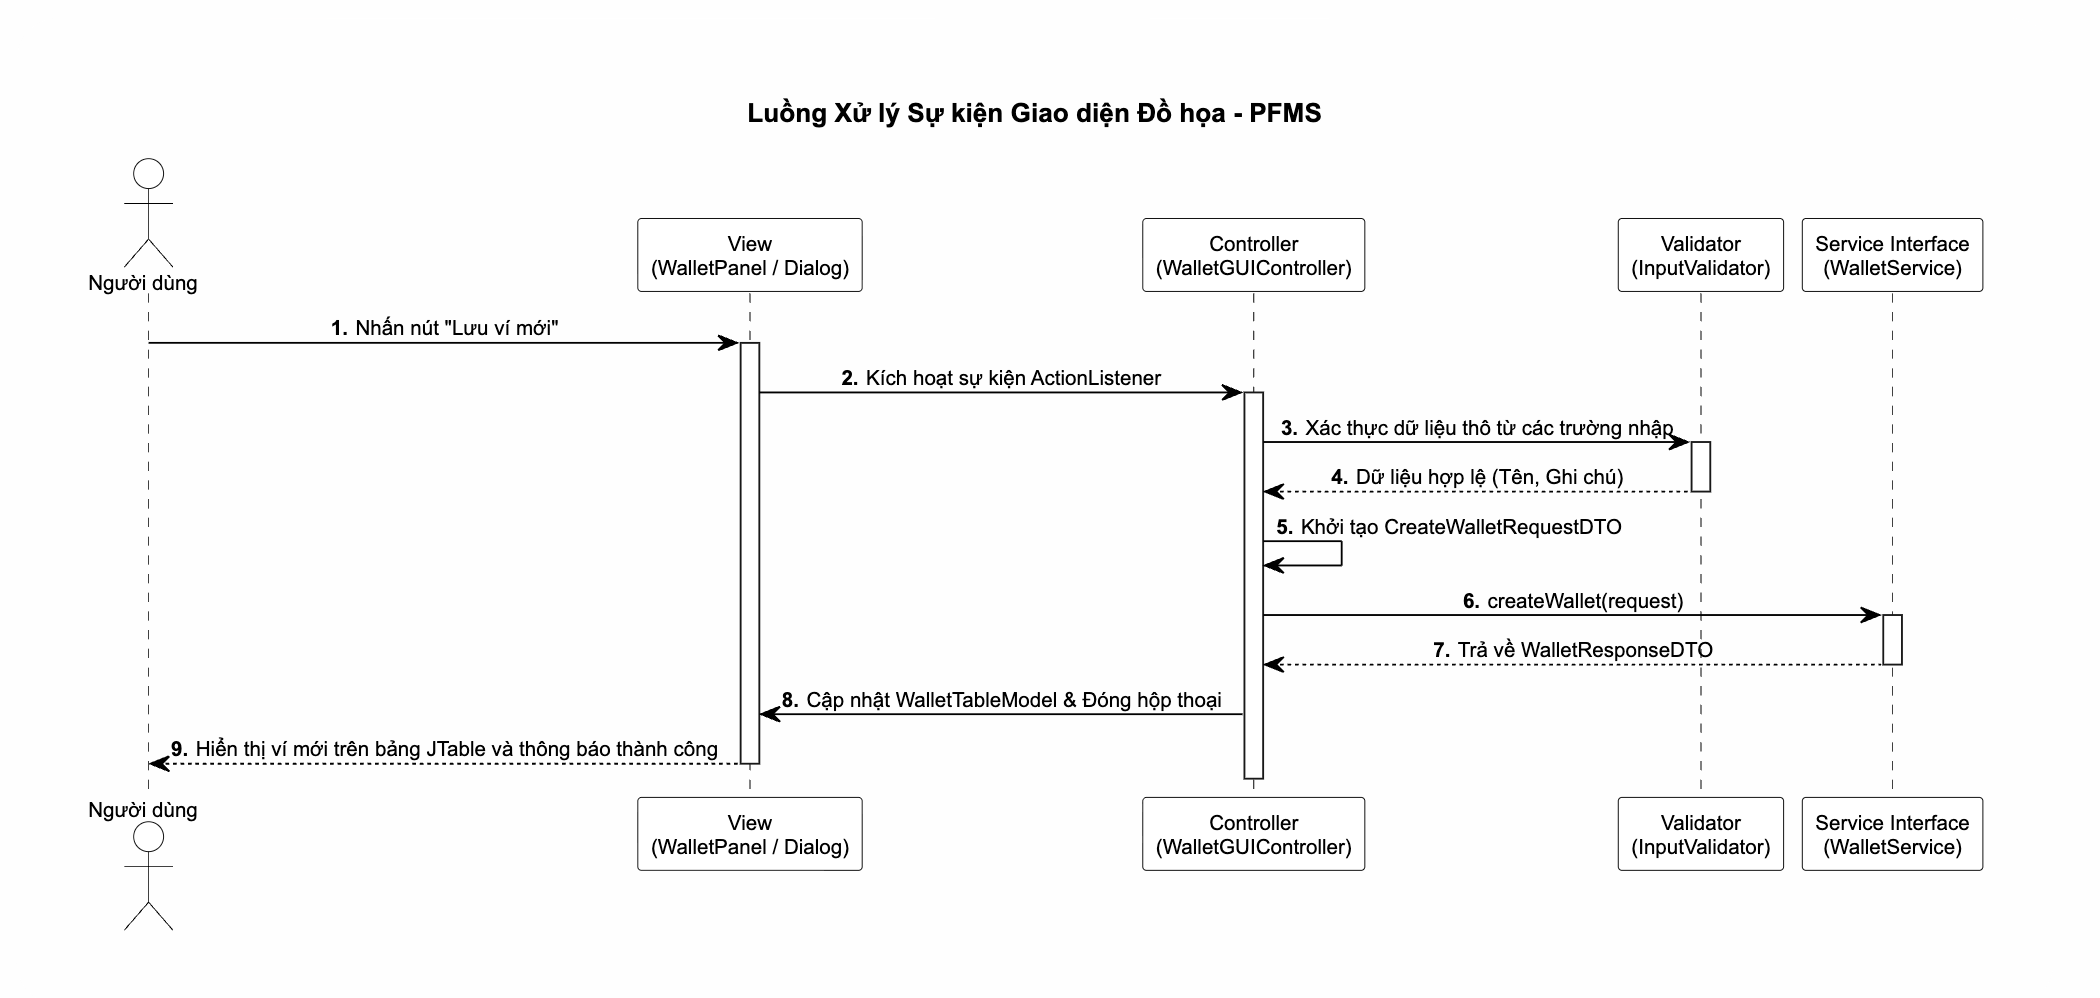 Luồng Xử lý Sự kiện Giao diện Đồ họa - PFMS
Người dùng
View
(WalletPanel / Dialog)
Controller
(WalletGUIController)
Validator
(InputValidator)
Service Interface
(WalletService)
1. Nhấn nút "Lưu ví mới"
2. Kích hoạt sự kiện ActionListener
3. Xác thực dữ liệu thô từ các trường nhập
4. Dữ liệu hợp lệ (Tên, Ghi chú)
5. Khởi tạo CreateWalletRequestDTO
6. createWallet(request)
7. Trả về WalletResponseDTO
8. Cập nhật WalletTableModel & Đóng hộp thoại
9. Hiển thị ví mới trên bảng JTable và thông báo thành công
Người dùng
View
(WalletPanel / Dialog)
Controller
(WalletGUIController)
Validator
(InputValidator)
Service Interface
(WalletService)